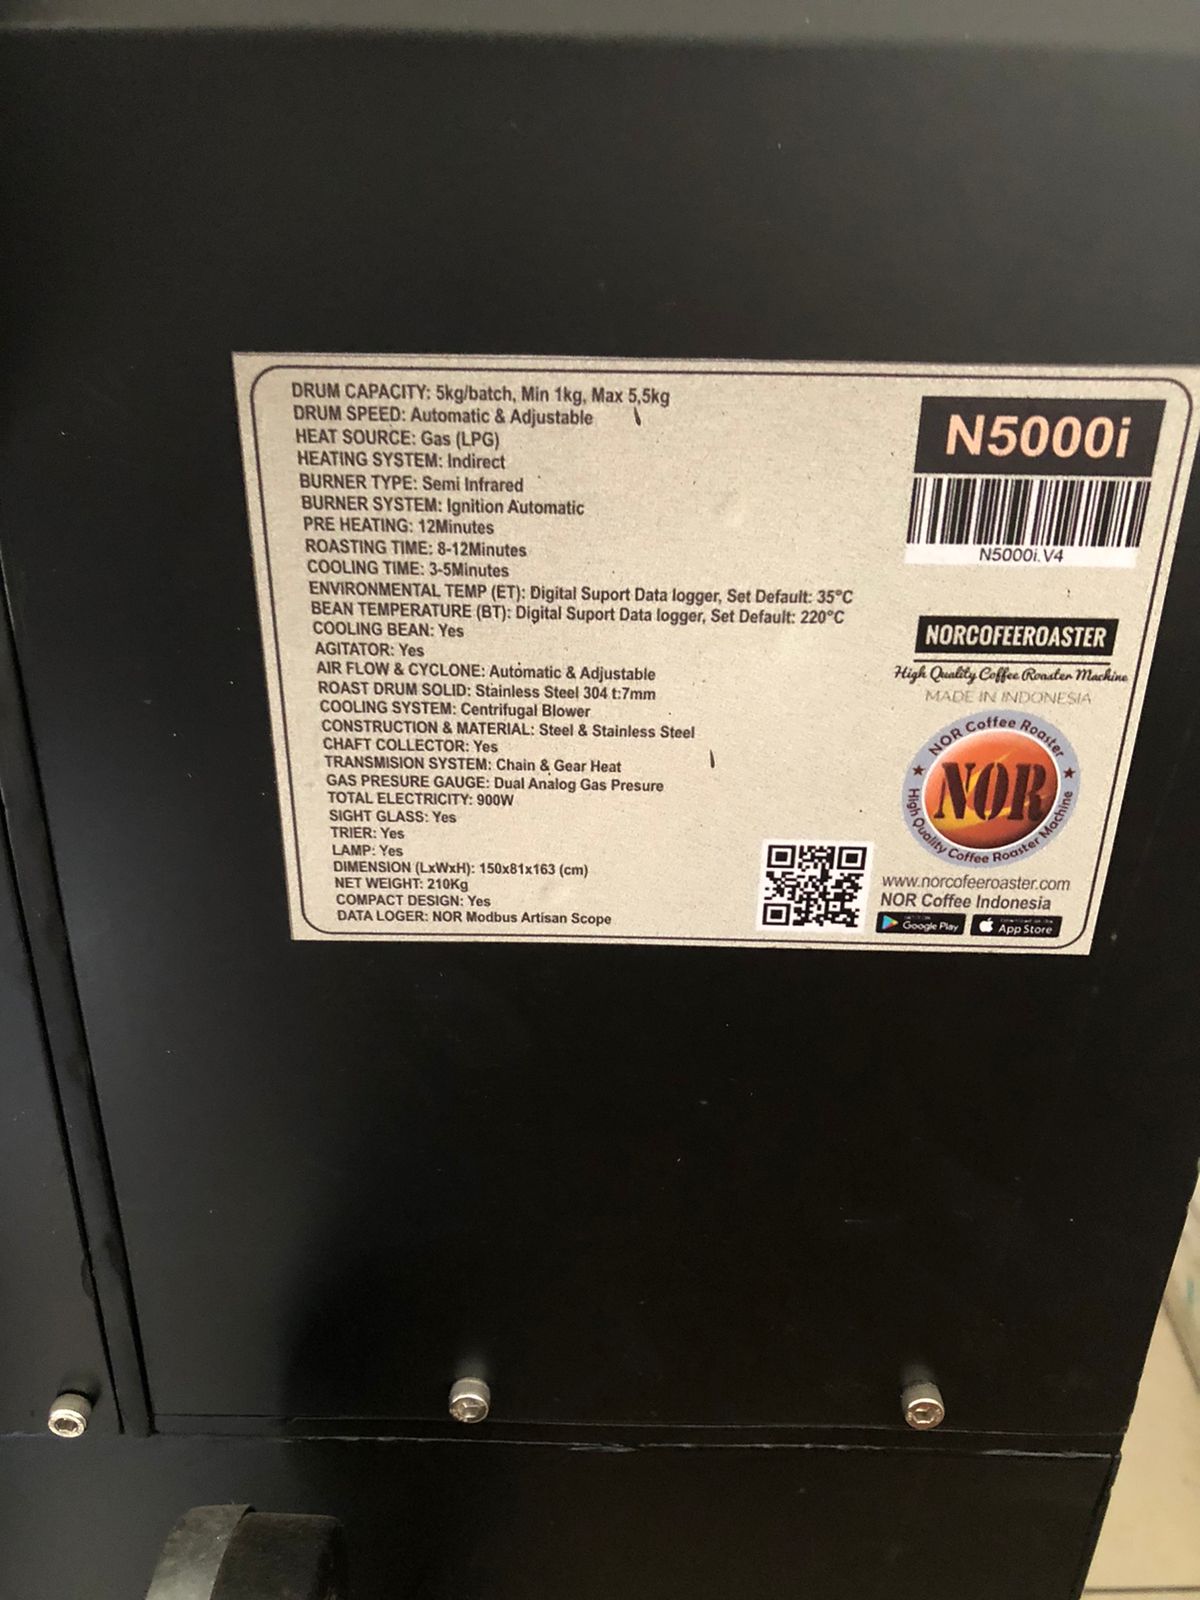 DRUM CAPACITY: 5kg/batch, Min 1kg, Max 5,5kg
DRUM SPEED: Automatic & Adjustable
HEAT SOURCE: Gas (LPG)
HEATING SYSTEM: Indirect
BURNER TYPE: Semi Infrared
BURNER SYSTEM: Ignition Automatic
PRE HEATING: 12Minutes
ROASTING TIME: 8-12Minutes
COOLING TIME: 3-5Minutes
ENVIRONMENTAL TEMP (ET): Digital Suport Data logger, Set Default: 35°C
BEAN TEMPERATURE (BT): Digital Suport Data logger, Set Default: 220°C
COOLING BEAN: Yes
AGITATOR: Yes
AIR FLOW & CYCLONE: Automatic & Adjustable
ROAST DRUM SOLID: Stainless Steel 304 t:7mm
COOLING SYSTEM: Centrifugal Blower
CONSTRUCTION & MATERIAL: Steel & Stainless Steel
CHAFT COLLECTOR: Yes
TRANSMISION SYSTEM: Chain & Gear Heat
GAS PRESURE GAUGE: Dual Analog Gas Presure
TOTAL ELECTRICITY: 900W
SIGHT GLASS: Yes
TRIER: Yes
LAMP: Yes
DIMENSION (LxWxH): 150x81x163 (cm)
NET WEIGHT: 210Kg
COMPACT DESIGN: Yes
DATA LOGER: NOR Modbus Artisan Scope
N5000i
N5000i.V4
NORCOFEEROASTER
High Quality Coffee Roaster Machine
MADE IN INDONESIA
NOR Coffee Roaster
NOR
High Quality Coffee Roaster Machine
www.norcofeeroaster.com
NOR Coffee Indonesia
Google Play
App Store